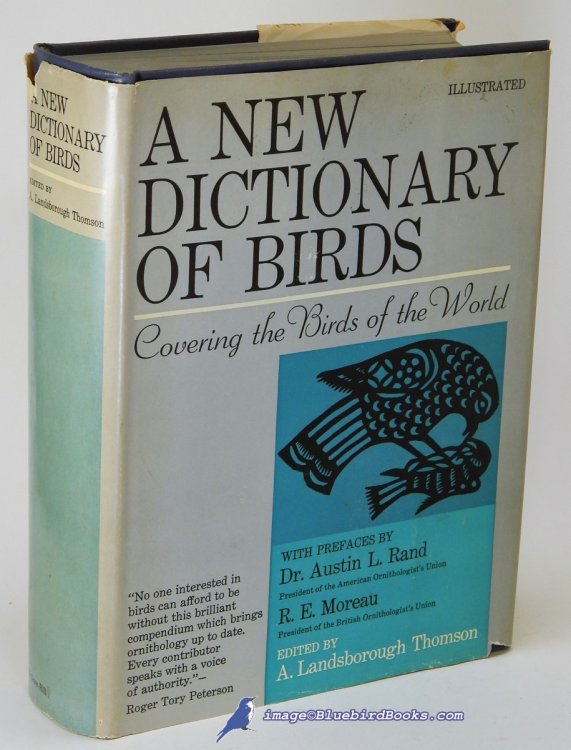 A NEW
DICTIONARY
OF BIRDS
EDITED BY
A. Landsborough Thomson
ILLUSTRATED
A NEW
DICTIONARY
OF BIRDS
Covering the Birds of the World
WITH PREFACES BY
Dr. Austin L. Rand
President of the American Ornithologist's Union
R. E. Moreau
President of the British Ornithologist's Union
EDITED BY
A. Landsborough Thomson
"No one interested in
birds can afford to be
without this brilliant
compendium which brings
ornithology up to date.
Every contributor
speaks with a voice
of authority."—
Roger Tory Peterson
image©BluebirdBooks.com